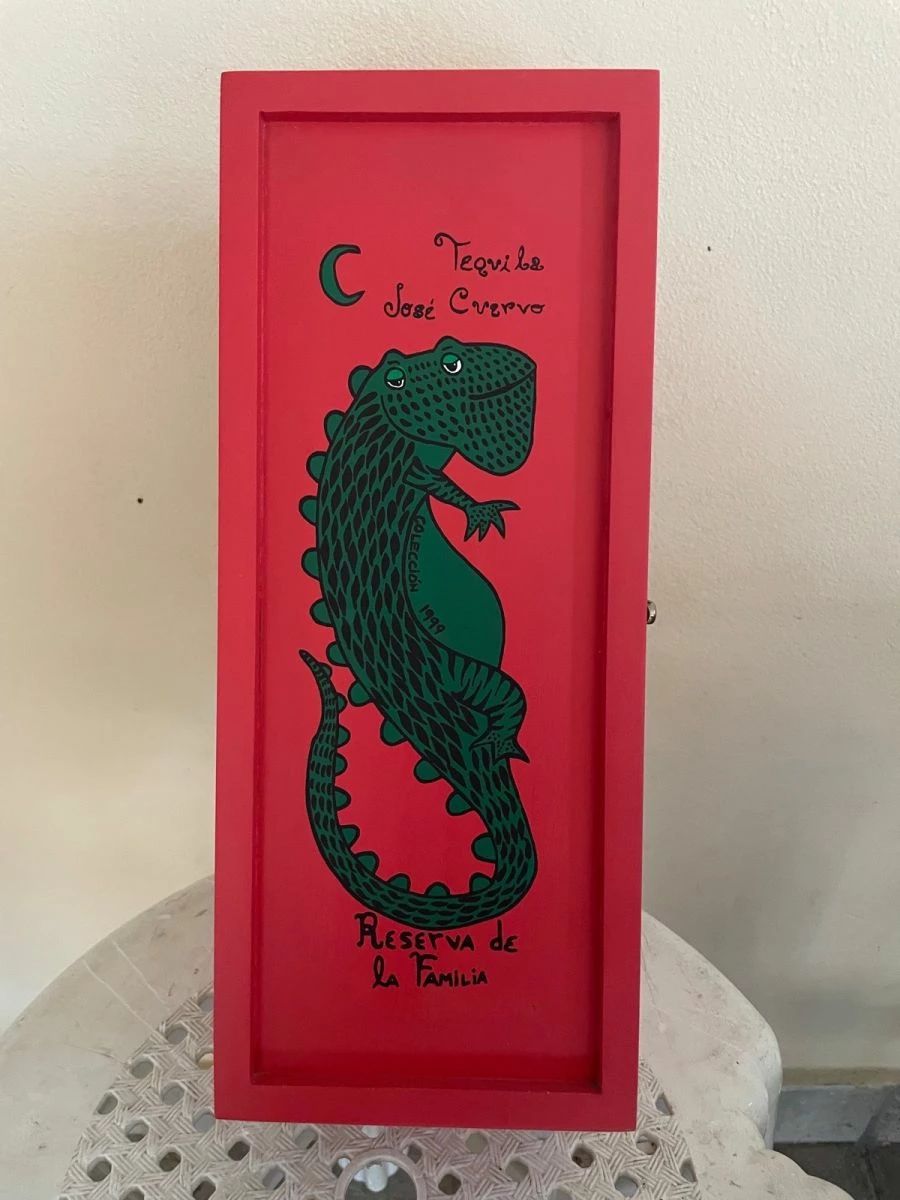 Tequila
José Cuervo
COLECCIÓN 1999
RESERVA de
la FAMILIA